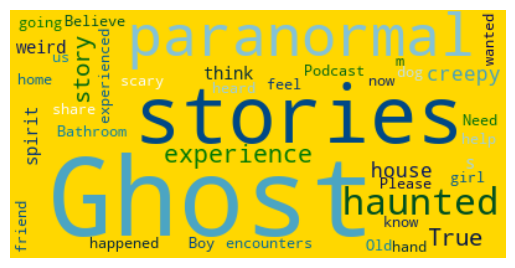 going Believe
paranormal
wanted
weird
us
story
experienced
home
scary
think
heard
feel
Podcast
m
dog
now
creepy
share
stories
Need
help
spirit
Bathroom
experience
s
house
girl
Please
Ghost
haunted
friend
happened
Boy
encounters
know
Old
hand
True